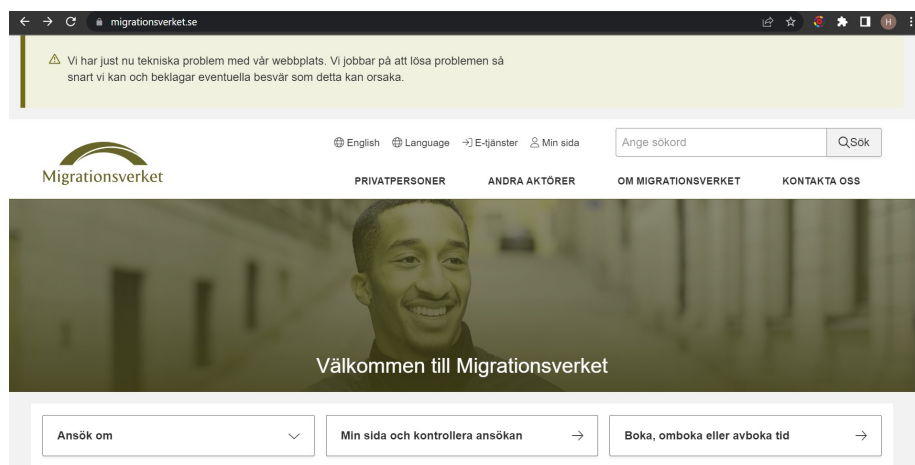 migrationsverket.se
H
Vi har just nu tekniska problem med vår webbplats. Vi jobbar på att lösa problemen så
snart vi kan och beklagar eventuella besvär som detta kan orsaka.
English Language E-tjänster Min sida
Ange sökord
Sök
Migrationsverket
PRIVATPERSONER ANDRA AKTÖRER OM MIGRATIONSVERKET KONTAKTA OSS
Välkommen till Migrationsverket
Ansök om
Min sida och kontrollera ansökan
Boka, omboka eller avboka tid